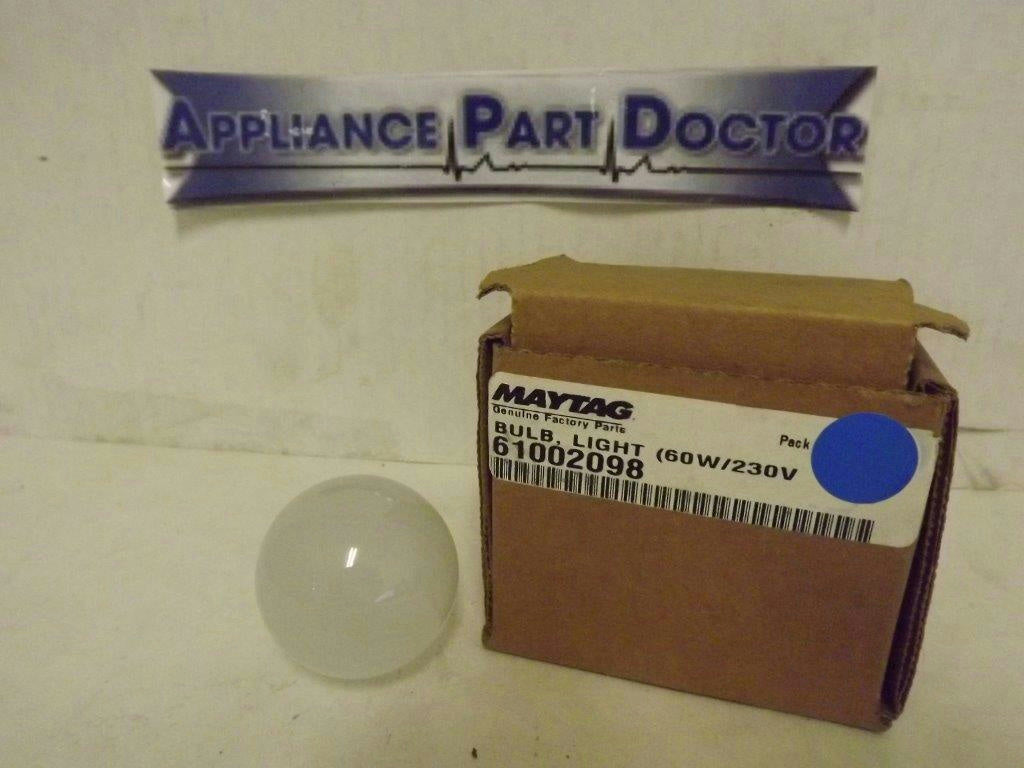 APPLIANCE PART DOCTOR
MAYTAG
Genuine Factory Parts
BULB, LIGHT (60W/230V
Pack
61002098